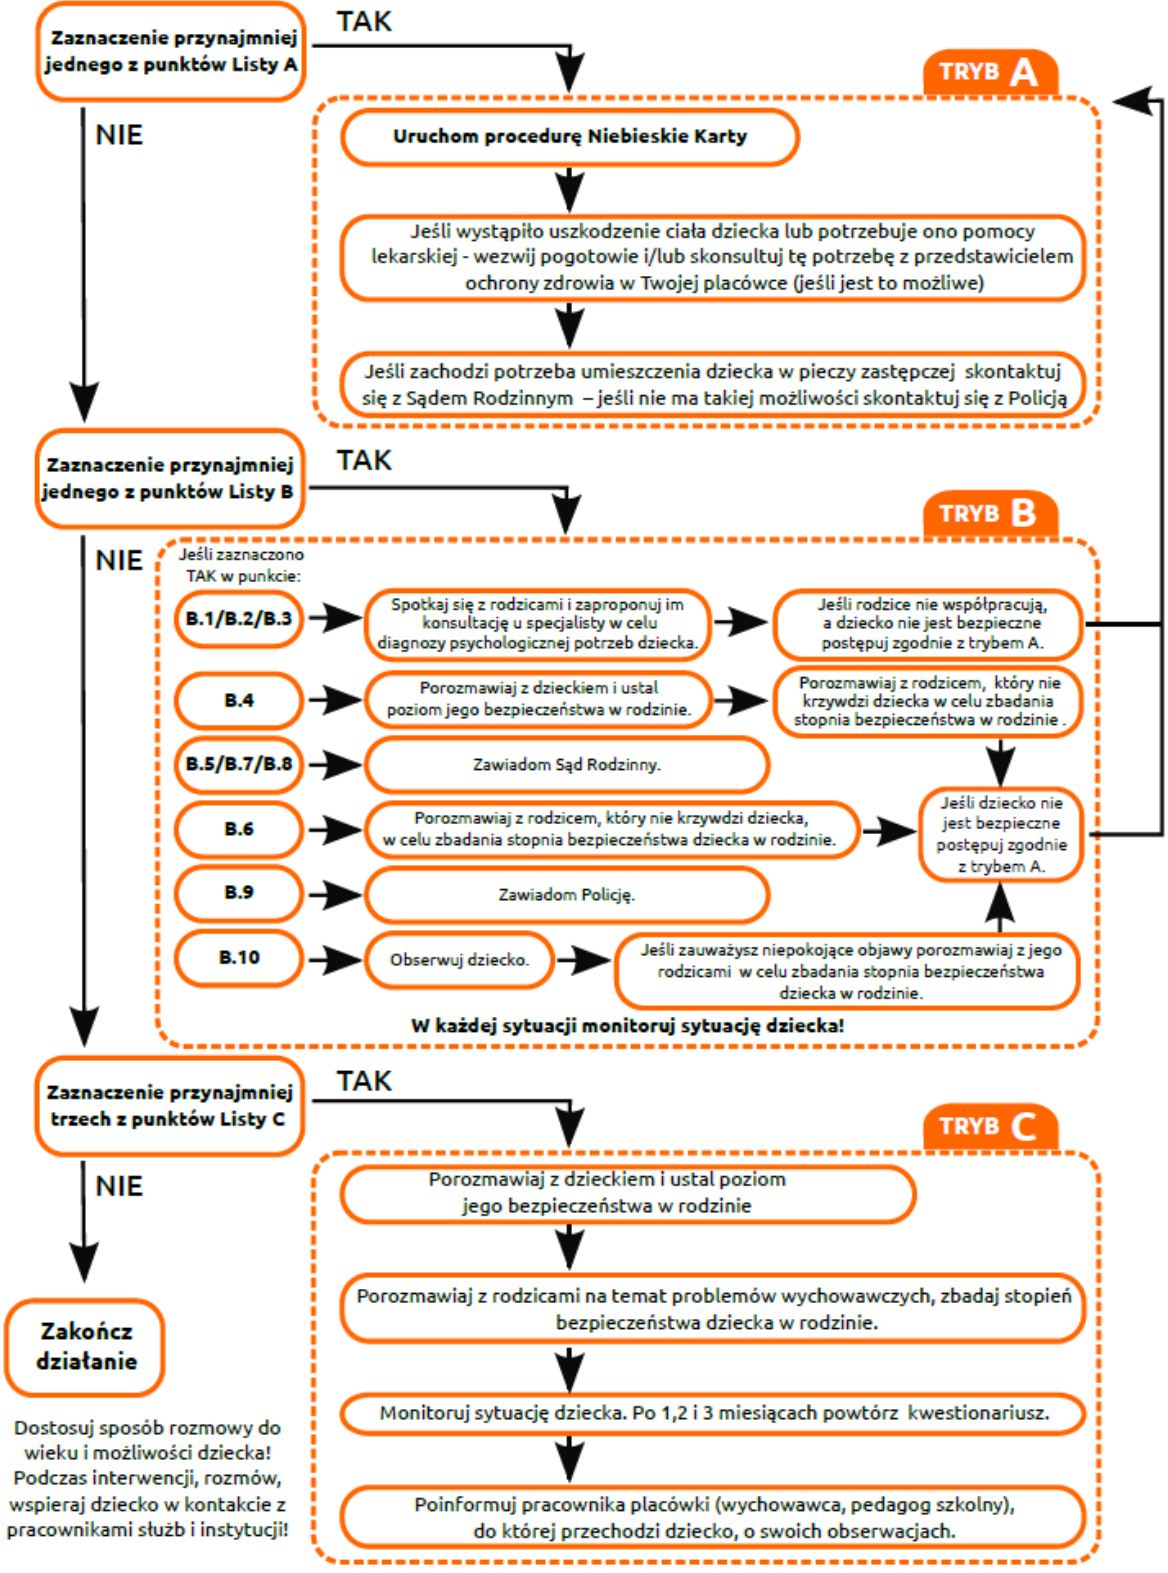 Zaznaczenie przynajmniej
jednego z punktów Listy A
TAK
NIE
TRYB A
Uruchom procedurę Niebieskie Karty
Jeśli wystąpiło uszkodzenie ciała dziecka lub potrzebuje ono pomocy
lekarskiej - wezwij pogotowie i/lub skonsultuj tę potrzebę z przedstawicielem
ochrony zdrowia w Twojej placówce (jeśli jest to możliwe)
Jeśli zachodzi potrzeba umieszczenia dziecka w pieczy zastępczej skontaktuj
się z Sądem Rodzinnym – jeśli nie ma takiej możliwości skontaktuj się z Policją
Zaznaczenie przynajmniej
jednego z punktów Listy B
TAK
NIE
TRYB B
Jeśli zaznaczono
TAK w punkcie:
B.1/B.2/B.3
Spotkaj się z rodzicami i zaproponuj im
konsultację u specjalisty w celu
diagnozy psychologicznej potrzeb dziecka.
Jeśli rodzice nie współpracują,
a dziecko nie jest bezpieczne
postępuj zgodnie z trybem A.
B.4
Porozmawiaj z dzieckiem i ustal
poziom jego bezpieczeństwa w rodzinie.
Porozmawiaj z rodzicem, który nie
krzywdzi dziecka w celu zbadania
stopnia bezpieczeństwa w rodzinie .
B.5/B.7/B.8
Zawiadom Sąd Rodzinny.
B.6
Porozmawiaj z rodzicem, który nie krzywdzi dziecka,
w celu zbadania stopnia bezpieczeństwa dziecka w rodzinie.
Jeśli dziecko nie
jest bezpieczne
postępuj zgodnie
z trybem A.
B.9
Zawiadom Policję.
B.10
Obserwuj dziecko.
Jeśli zauważysz niepokojące objawy porozmawiaj z jego
rodzicami w celu zbadania stopnia bezpieczeństwa
dziecka w rodzinie.
W każdej sytuacji monitoruj sytuację dziecka!
Zaznaczenie przynajmniej
trzech z punktów Listy C
TAK
NIE
TRYB C
Porozmawiaj z dzieckiem i ustal poziom
jego bezpieczeństwa w rodzinie
Porozmawiaj z rodzicami na temat problemów wychowawczych, zbadaj stopień
bezpieczeństwa dziecka w rodzinie.
Monitoruj sytuację dziecka. Po 1,2 i 3 miesiącach powtórz kwestionariusz.
Poinformuj pracownika placówki (wychowawca, pedagog szkolny),
do której przechodzi dziecko, o swoich obserwacjach.
Zakończ
działanie
Dostosuj sposób rozmowy do
wieku i możliwości dziecka!
Podczas interwencji, rozmów,
wspieraj dziecko w kontakcie z
pracownikami służb i instytucji!